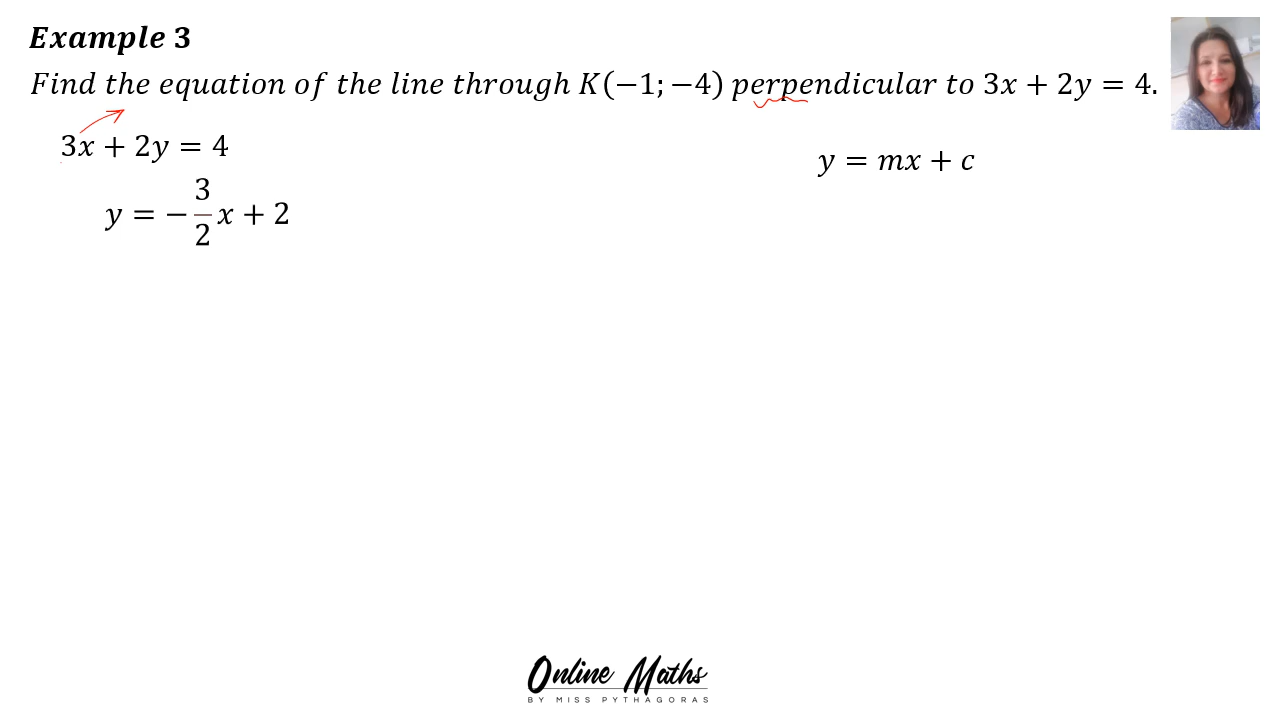 Example 3
Find the equation of the line through K(−1; −4) perpendicular to 3x + 2y = 4.
3x + 2y = 4
y = −3/2 x + 2
y = mx + c
Online Maths
BY MISS PYTHAGORAS